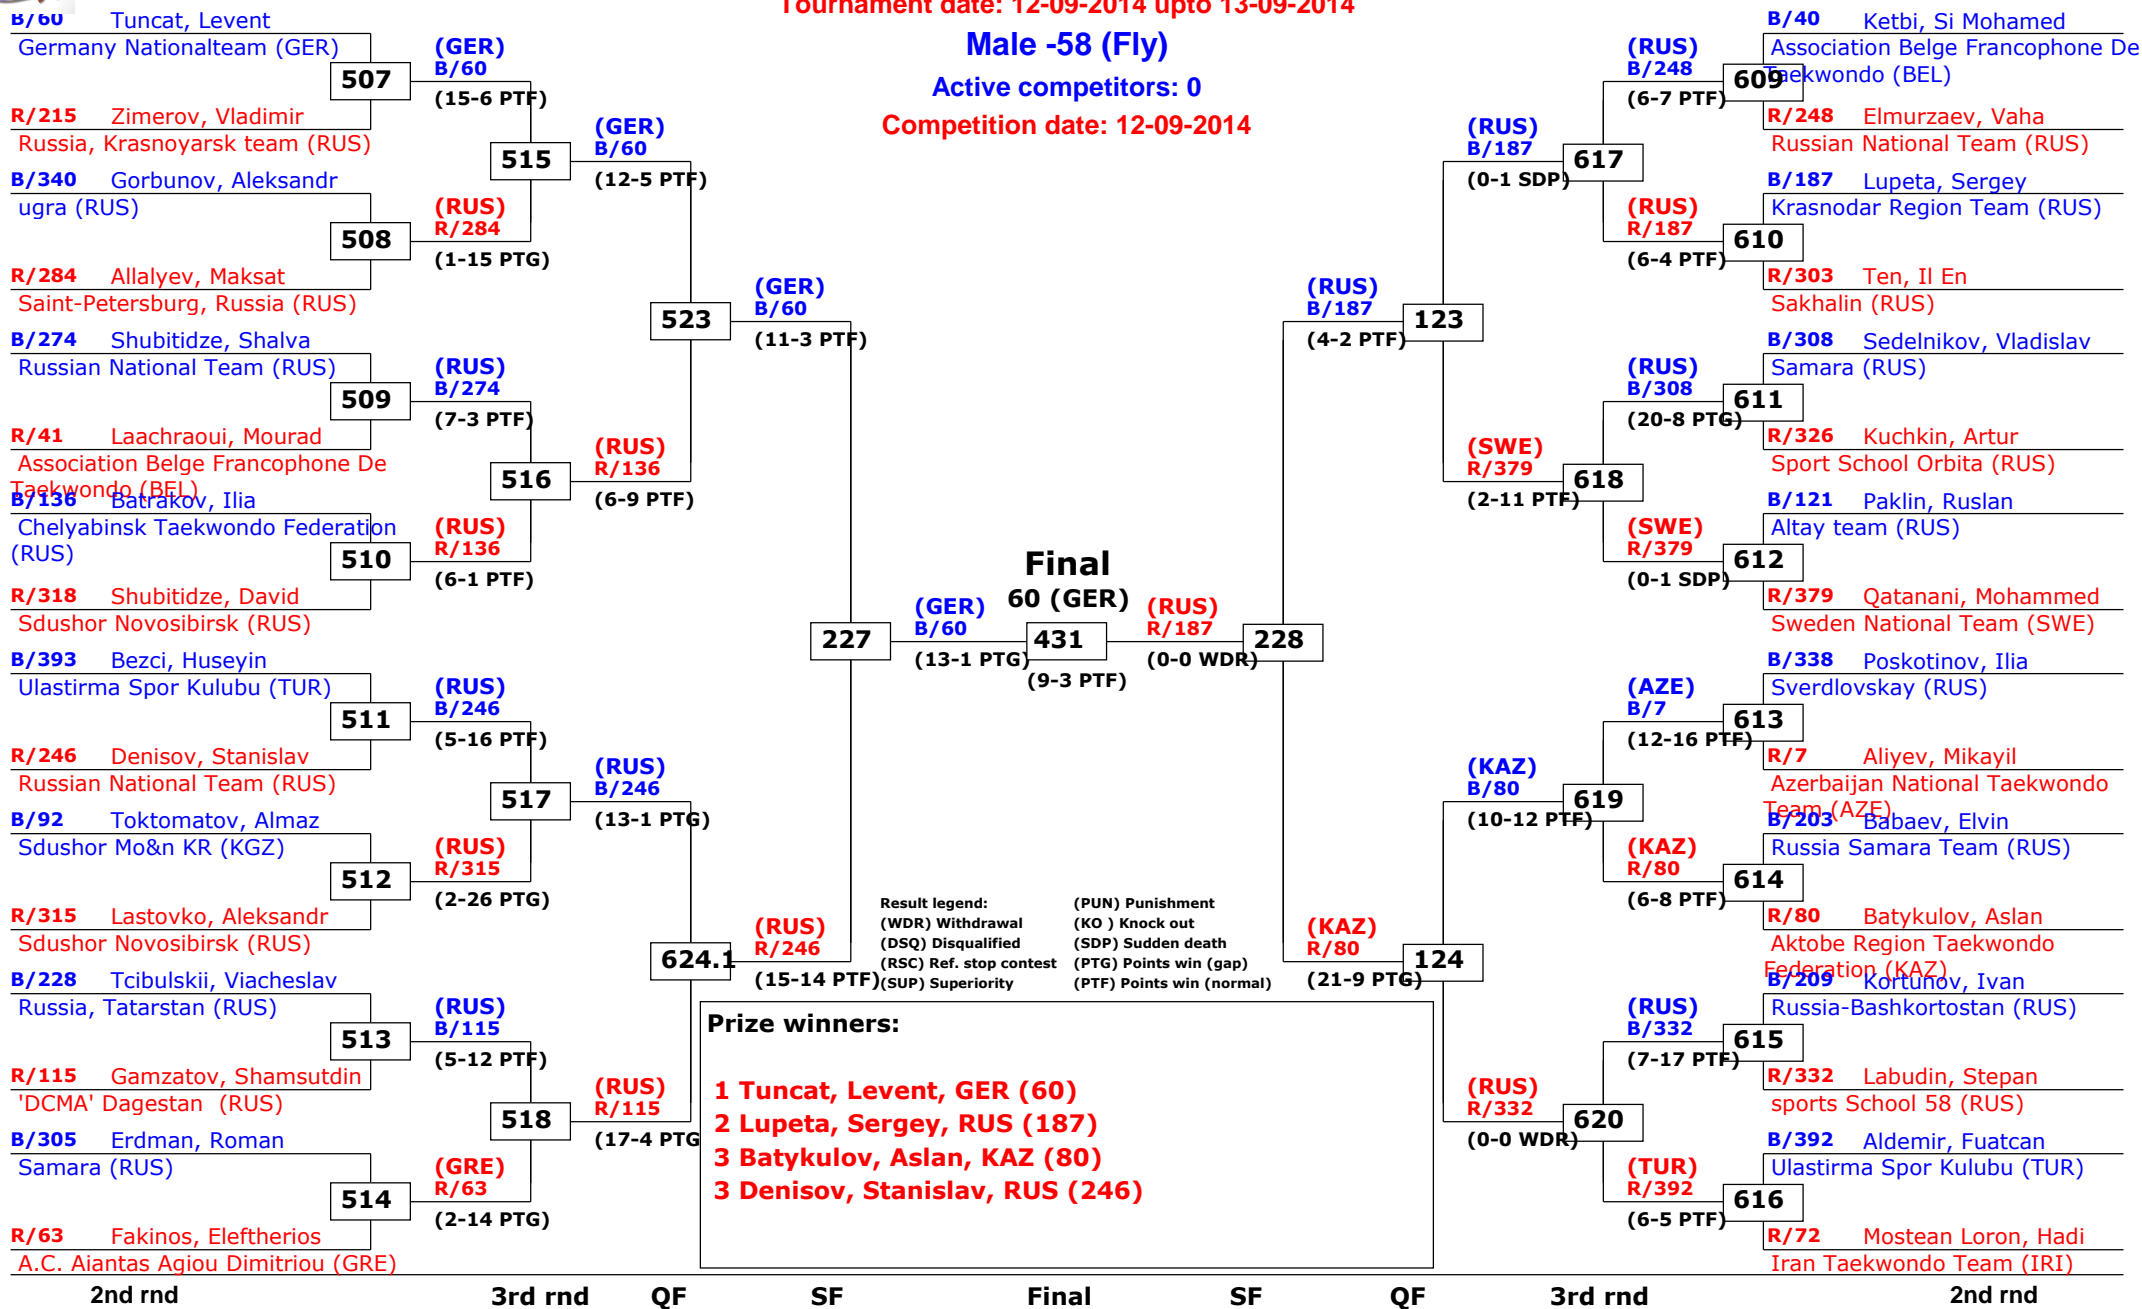 Tournament date: 12-09-2014 upto 13-09-2014
Male -58 (Fly)
Active competitors: 0
Competition date: 12-09-2014
B/60 Tuncat, Levent
Germany Nationalteam (GER)
507
R/215 Zimerov, Vladimir
Russia, Krasnoyarsk team (RUS)
B/340 Gorbunov, Aleksandr
ugra (RUS)
508
R/284 Allalyev, Maksat
Saint-Petersburg, Russia (RUS)
B/274 Shubitidze, Shalva
Russian National Team (RUS)
509
R/41 Laachraoui, Mourad
Association Belge Francophone De
Taekwondo (BEL)
B/136 Batrakov, Ilia
Chelyabinsk Taekwondo Federation
(RUS)
510
R/318 Shubitidze, David
Sdushor Novosibirsk (RUS)
B/393 Bezci, Huseyin
Ulastirma Spor Kulubu (TUR)
511
R/246 Denisov, Stanislav
Russian National Team (RUS)
B/92 Toktomatov, Almaz
Sdushor Mo&n KR (KGZ)
512
R/315 Lastovko, Aleksandr
Sdushor Novosibirsk (RUS)
B/228 Tcibulskii, Viacheslav
Russia, Tatarstan (RUS)
513
R/115 Gamzatov, Shamsutdin
'DCMA' Dagestan (RUS)
B/305 Erdman, Roman
Samara (RUS)
514
R/63 Fakinos, Eleftherios
A.C. Aiantas Agiou Dimitriou (GRE)
(GER)
B/60
(15-6 PTF)
515
(RUS)
R/284
(1-15 PTG)
(RUS)
B/274
(7-3 PTF)
516
(RUS)
R/136
(6-1 PTF)
(RUS)
B/246
(5-16 PTF)
517
(RUS)
R/315
(2-26 PTG)
(RUS)
B/115
(5-12 PTF)
518
(GRE)
R/63
(2-14 PTG)
(GER)
B/60
(12-5 PTF)
523
(RUS)
R/136
(6-9 PTF)
(RUS)
B/246
(13-1 PTG)
624.1
(RUS)
R/115
(17-4 PTG
(GER)
B/60
(11-3 PTF)
227
(RUS)
R/246
(15-14 PTF)
(GER)
B/60
(13-1 PTG)
Final
60 (GER)
431
(9-3 PTF)
(RUS)
R/187
(0-0 WDR)
228
(RUS)
B/187
(4-2 PTF)
123
(KAZ)
R/80
(21-9 PTG)
124
(RUS)
B/187
(0-1 SDP)
617
(SWE)
R/379
(2-11 PTF)
618
(KAZ)
B/80
(10-12 PTF)
619
(RUS)
R/332
(0-0 WDR)
620
(RUS)
B/248
(6-7 PTF)
609
(RUS)
R/187
(6-4 PTF)
610
(RUS)
B/308
(20-8 PTG)
611
(SWE)
R/379
(0-1 SDP)
612
(AZE)
B/7
(12-16 PTF)
613
(KAZ)
R/80
(6-8 PTF)
614
(RUS)
B/332
(7-17 PTF)
615
(TUR)
R/392
(6-5 PTF)
616
B/40 Ketbi, Si Mohamed
Association Belge Francophone De
Taekwondo (BEL)
R/248 Elmurzaev, Vaha
Russian National Team (RUS)
B/187 Lupeta, Sergey
Krasnodar Region Team (RUS)
R/303 Ten, Il En
Sakhalin (RUS)
B/308 Sedelnikov, Vladislav
Samara (RUS)
R/326 Kuchkin, Artur
Sport School Orbita (RUS)
B/121 Paklin, Ruslan
Altay team (RUS)
R/379 Qatanani, Mohammed
Sweden National Team (SWE)
B/338 Poskotinov, Ilia
Sverdlovskay (RUS)
R/7 Aliyev, Mikayil
Azerbaijan National Taekwondo
Team (AZE)
B/203 Babaev, Elvin
Russia Samara Team (RUS)
R/80 Batykulov, Aslan
Aktobe Region Taekwondo
Federation (KAZ)
B/209 Kortunov, Ivan
Russia-Bashkortostan (RUS)
R/332 Labudin, Stepan
sports School 58 (RUS)
B/392 Aldemir, Fuatcan
Ulastirma Spor Kulubu (TUR)
R/72 Mostean Loron, Hadi
Iran Taekwondo Team (IRI)
Result legend: (PUN) Punishment
(WDR) Withdrawal (KO ) Knock out
(DSQ) Disqualified (SDP) Sudden death
(RSC) Ref. stop contest (PTG) Points win (gap)
(SUP) Superiority (PTF) Points win (normal)
Prize winners:
1 Tuncat, Levent, GER (60)
2 Lupeta, Sergey, RUS (187)
3 Batykulov, Aslan, KAZ (80)
3 Denisov, Stanislav, RUS (246)
2nd rnd 3rd rnd QF SF Final SF QF 3rd rnd 2nd rnd